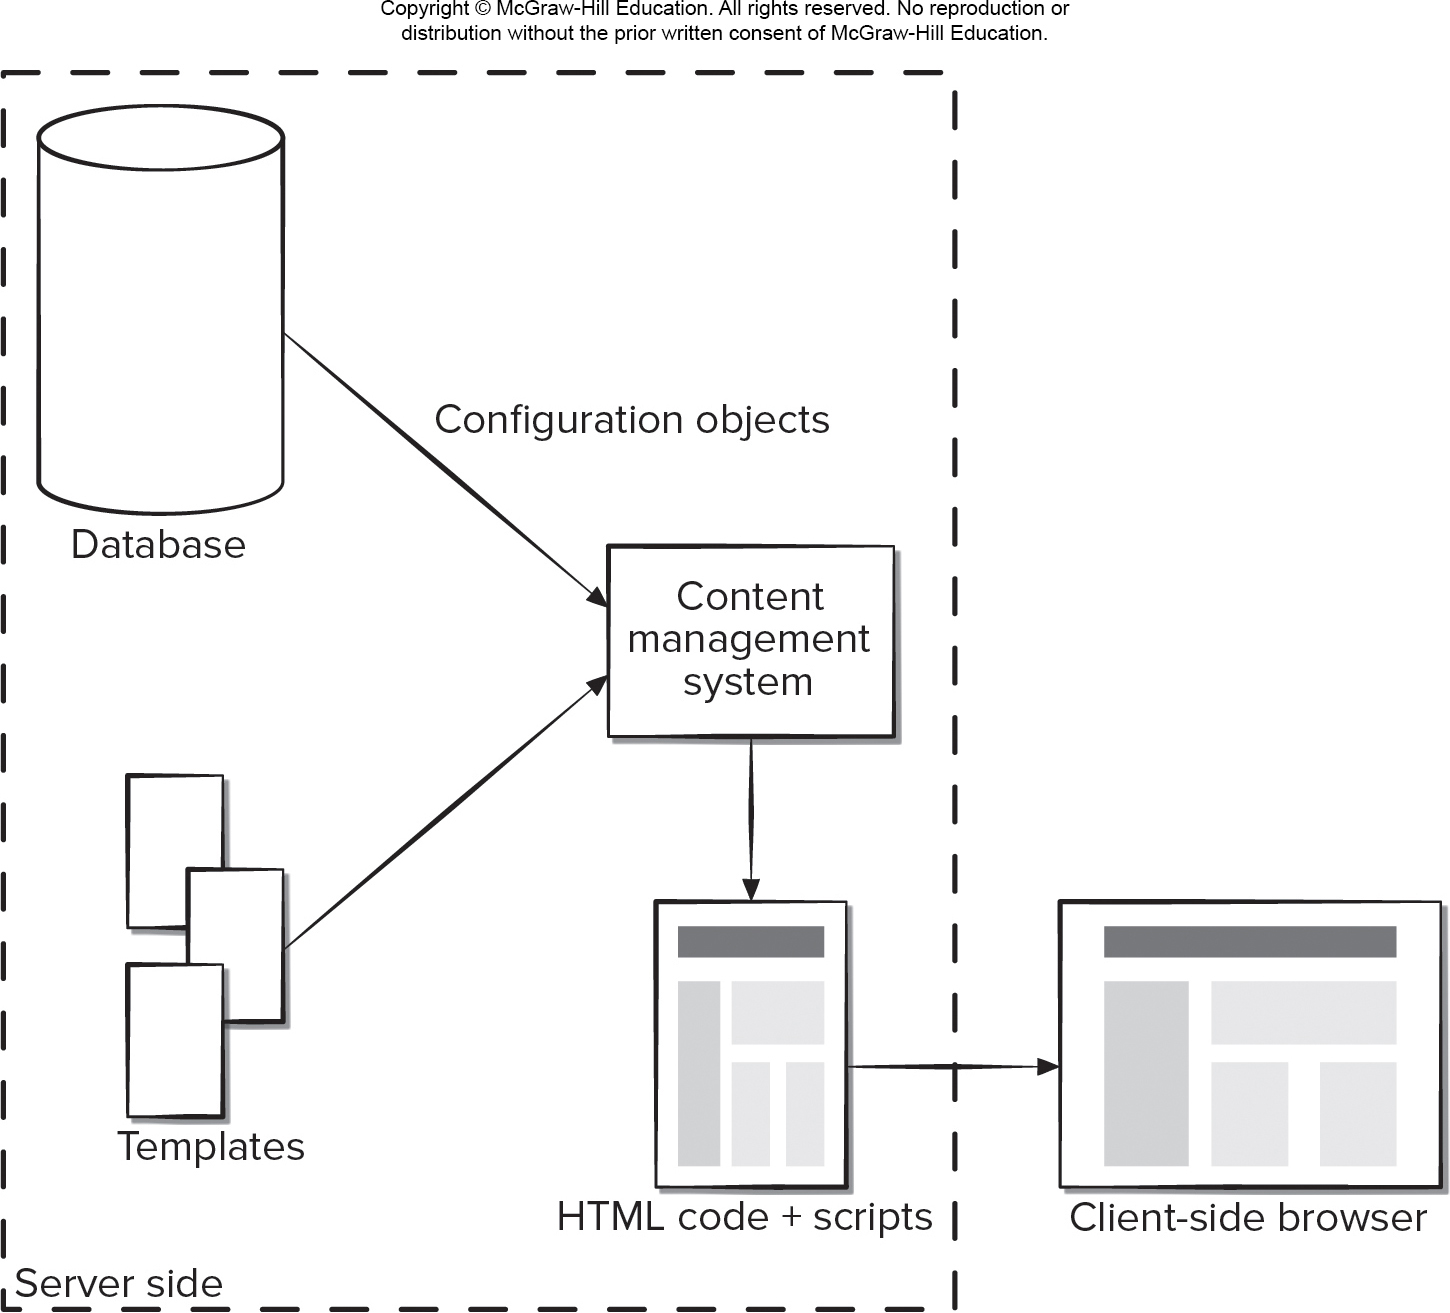 Copyright © McGraw-Hill Education. All rights reserved. No reproduction or
distribution without the prior written consent of McGraw-Hill Education.
Configuration objects
Database
Content
management
system
Templates
HTML code + scripts
Client-side browser
Server side